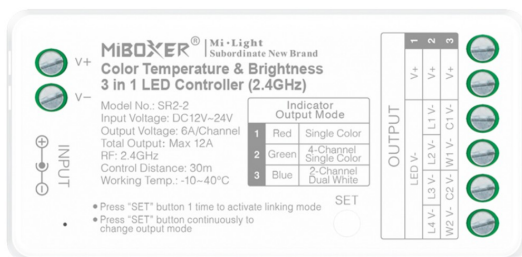 MiBOXER® Mi·Light
Subordinate New Brand
Color Temperature & Brightness
3 in 1 LED Controller (2.4GHz)
Model No.: SR2-2
Input Voltage: DC12V~24V
Output Voltage: 6A/Channel
Total Output: Max 12A
RF: 2.4GHz
Control Distance: 30m
Working Temp.: -10~40°C
● Press "SET" button 1 time to activate linking mode
● Press "SET" button continuously to
change output mode
V+
V−
INPUT
Indicator
Output Mode
1 Red Single Color
2 Green 4-Channel
Single Color
3 Blue 2-Channel
Dual White
SET
OUTPUT
1 2 3
V+ V+ V+
LED V-
L1 V- C1 V-
L2 V- W1 V-
L3 V- C2 V-
L4 V- W2 V-